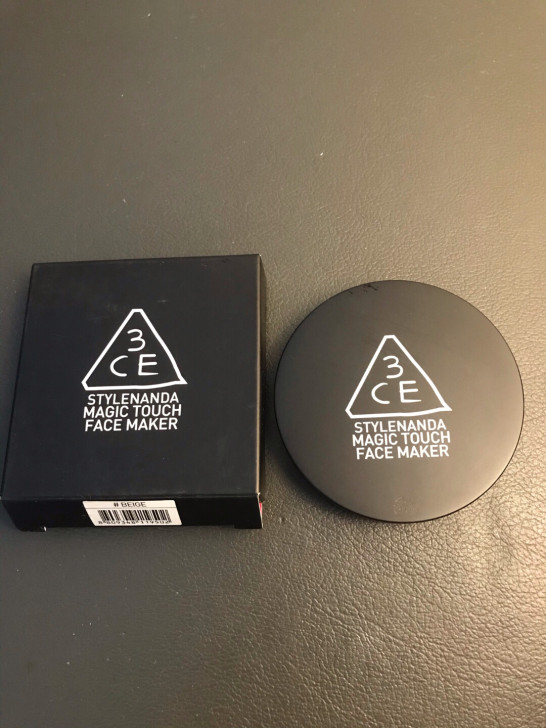 3
CE
STYLENANDA
MAGIC TOUCH
FACE MAKER
# BEIGE
3
CE
STYLENANDA
MAGIC TOUCH
FACE MAKER